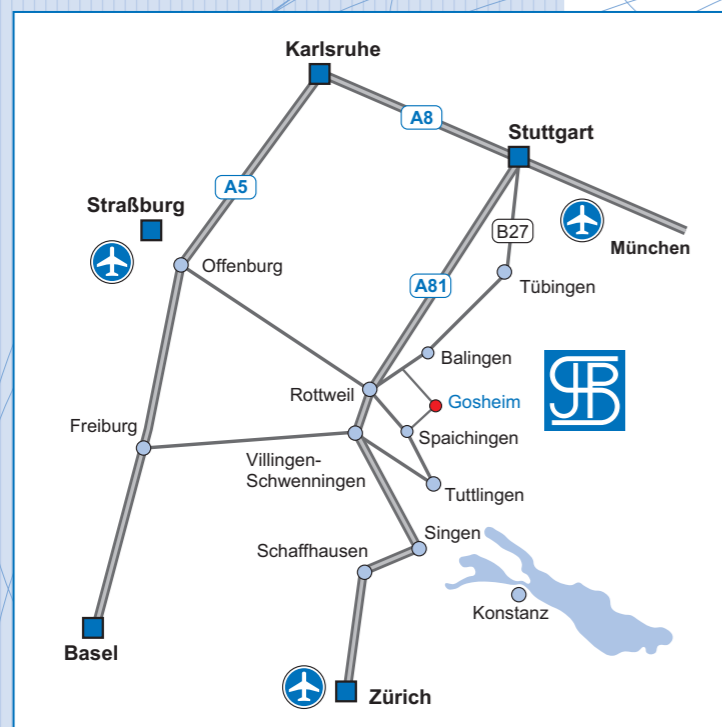 Karlsruhe
A8
Stuttgart
A5
Straßburg
B27
München
Offenburg
A81
Tübingen
Balingen
Rottweil
Gosheim
Freiburg
Spaichingen
Villingen-
Schwenningen
Tuttlingen
Singen
Schaffhausen
Konstanz
Basel
Zürich